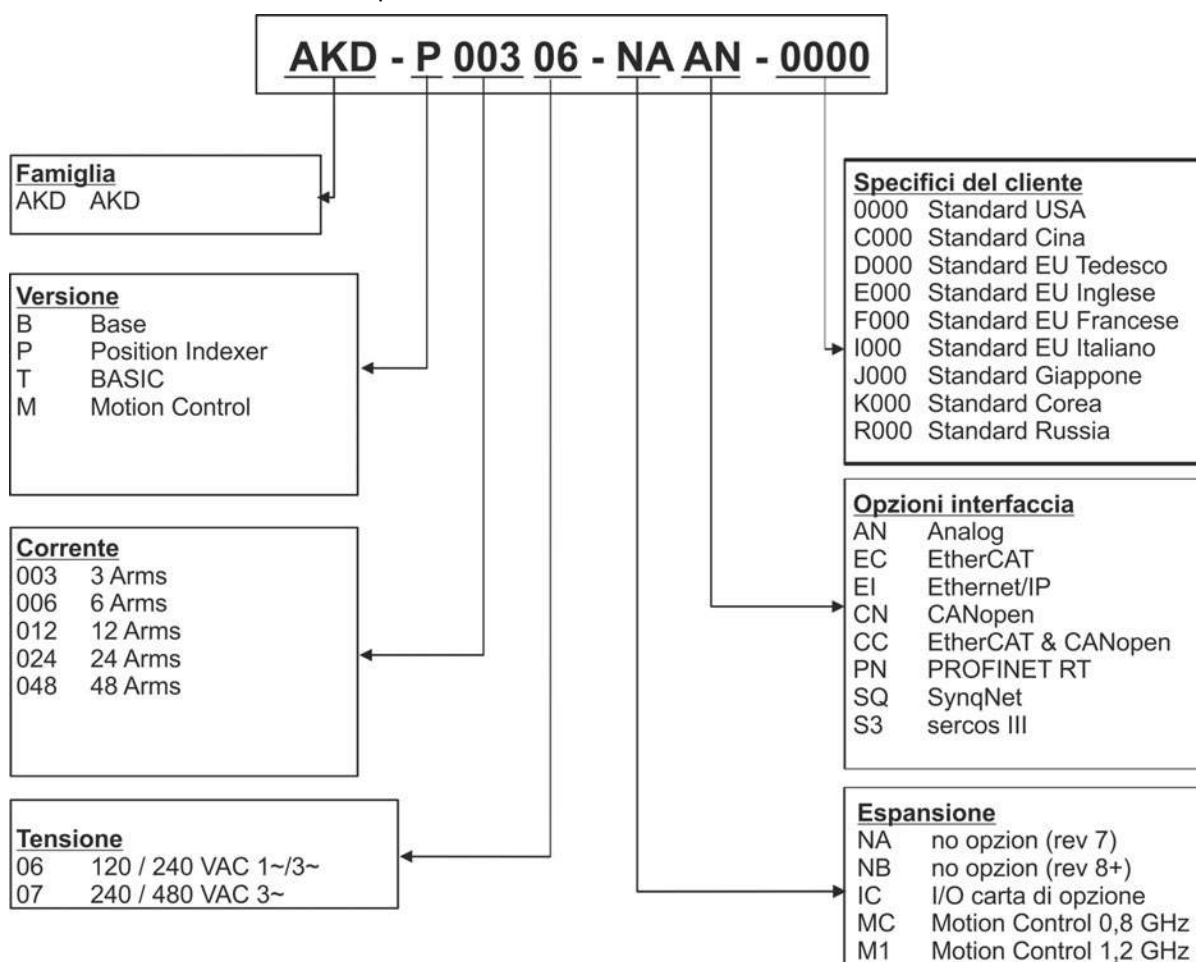 AKD - P 003 06 - NA AN - 0000
Famiglia
AKD AKD
Versione
B Base
P Position Indexer
T BASIC
M Motion Control
Corrente
003 3 Arms
006 6 Arms
012 12 Arms
024 24 Arms
048 48 Arms
Tensione
06 120 / 240 VAC 1~/3~
07 240 / 480 VAC 3~
Specifici del cliente
0000 Standard USA
C000 Standard Cina
D000 Standard EU Tedesco
E000 Standard EU Inglese
F000 Standard EU Francese
I000 Standard EU Italiano
J000 Standard Giappone
K000 Standard Corea
R000 Standard Russia
Opzioni interfaccia
AN Analog
EC EtherCAT
EI Ethernet/IP
CN CANopen
CC EtherCAT & CANopen
PN PROFINET RT
SQ SynqNet
S3 sercos III
Espansione
NA no opzion (rev 7)
NB no opzion (rev 8+)
IC I/O carta di opzione
MC Motion Control 0,8 GHz
M1 Motion Control 1,2 GHz